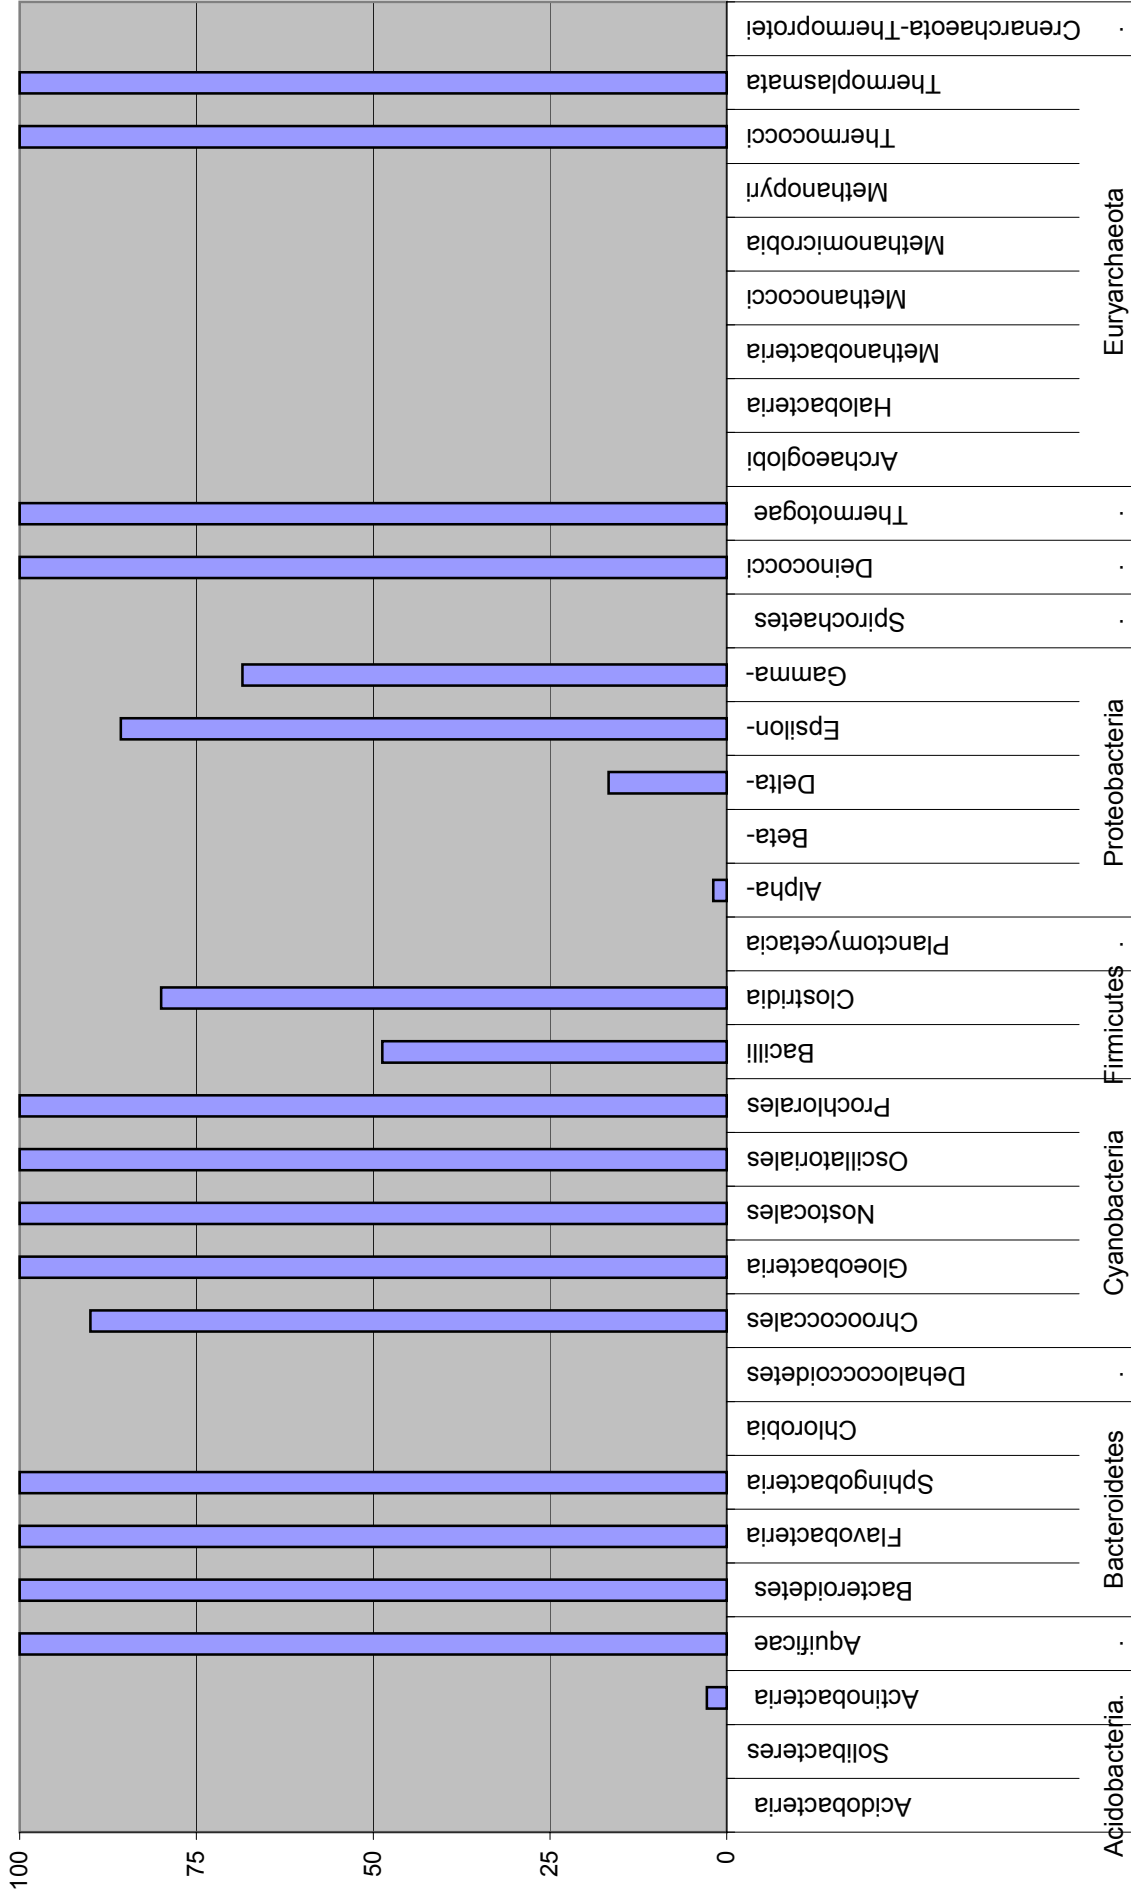 100
75
50
25
0
Crenarchaeota-Thermoprotei
Thermoplasmata
Thermococci
Methanopyri
Methanomicrobia
Methanococci
Methanobacteria
Halobacteria
Archaeoglobi
Thermotogae
Deinococci
Spirochaetes
Gamma-
Epsilon-
Delta-
Beta-
Alpha-
Planctomycetacia
Clostridia
Bacilli
Prochlorales
Oscillatoriales
Nostocales
Gloeobacteria
Chroococcales
Dehalococcoidetes
Chlorobia
Sphingobacteria
Flavobacteria
Bacteroidetes
Aquificae
Actinobacteria
Solibacteres
Acidobacteria
.
Euryarchaeota
.
.
.
Proteobacteria
.
Firmicutes
Cyanobacteria
.
Bacteroidetes
.
.
Acidobacteria